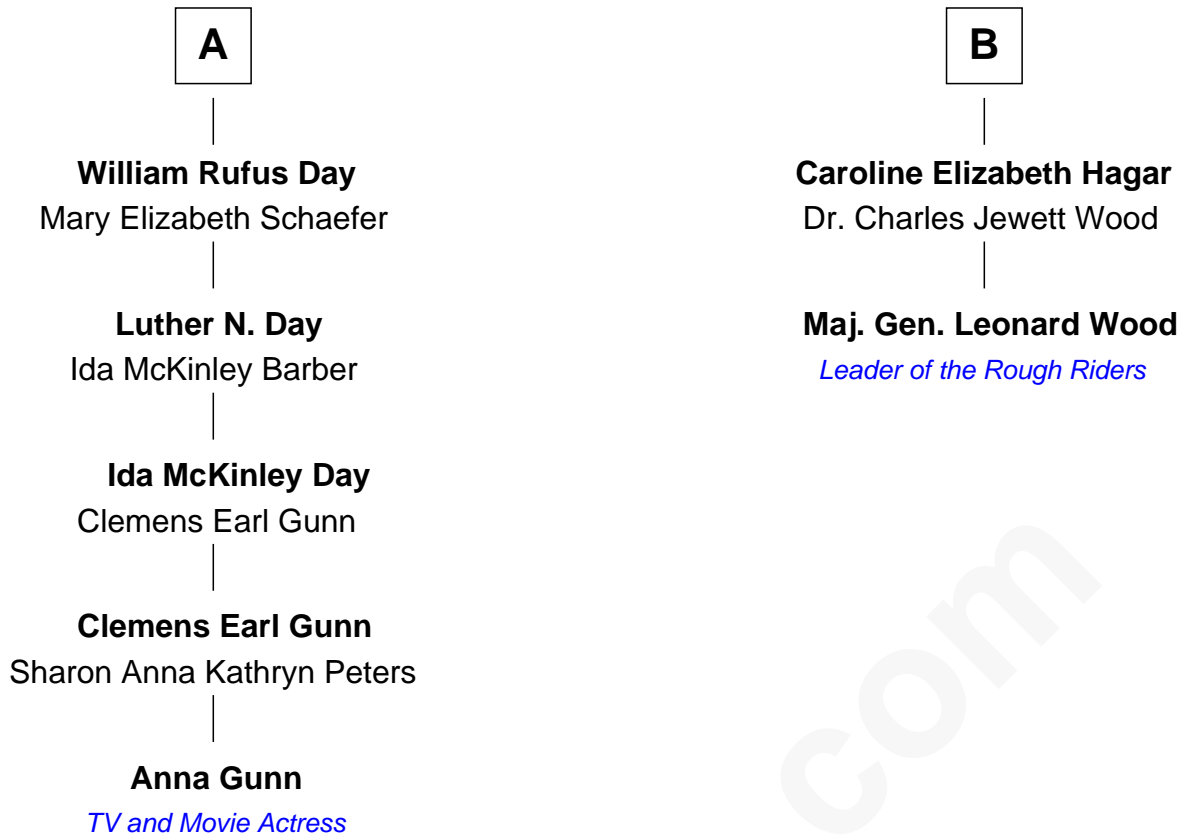 A
William Rufus Day
Mary Elizabeth Schaefer
Luther N. Day
Ida McKinley Barber
Ida McKinley Day
Clemens Earl Gunn
Clemens Earl Gunn
Sharon Anna Kathryn Peters
Anna Gunn
TV and Movie Actress
B
Caroline Elizabeth Hagar
Dr. Charles Jewett Wood
Maj. Gen. Leonard Wood
Leader of the Rough Riders
com